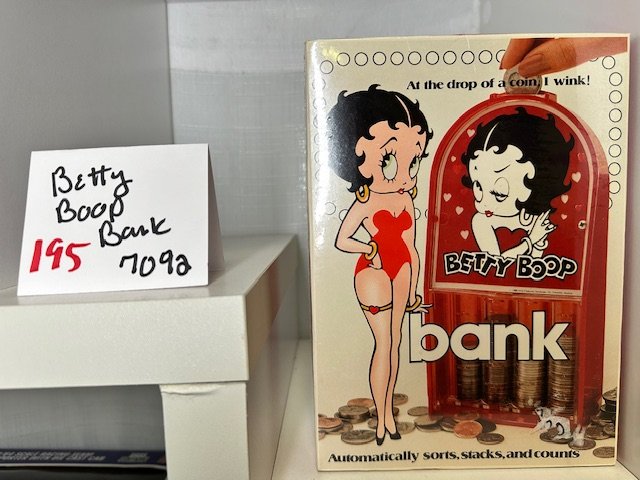 Betty
Boop
Bank
195
7092
At the drop of a coin, I wink!
BETTY BOOP
bank
Automatically sorts, stacks, and counts